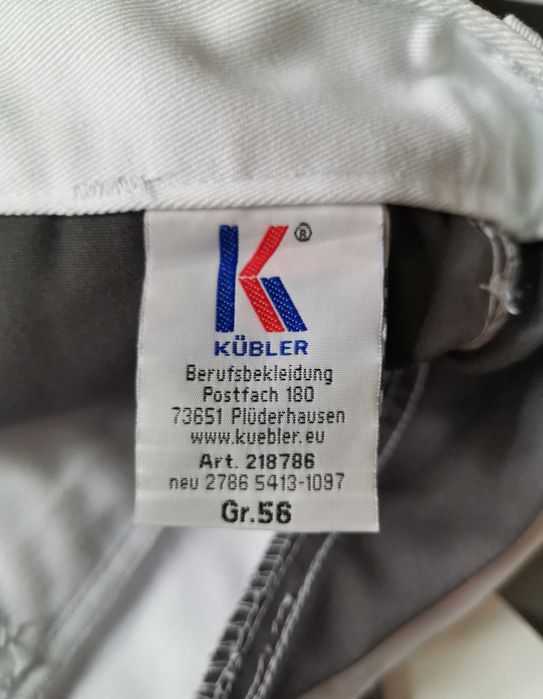 K®
KÜBLER
Berufsbekleidung
Postfach 180
73651 Plüderhausen
www.kuebler.eu
Art. 218786
neu 2786 5413-1097
Gr.56